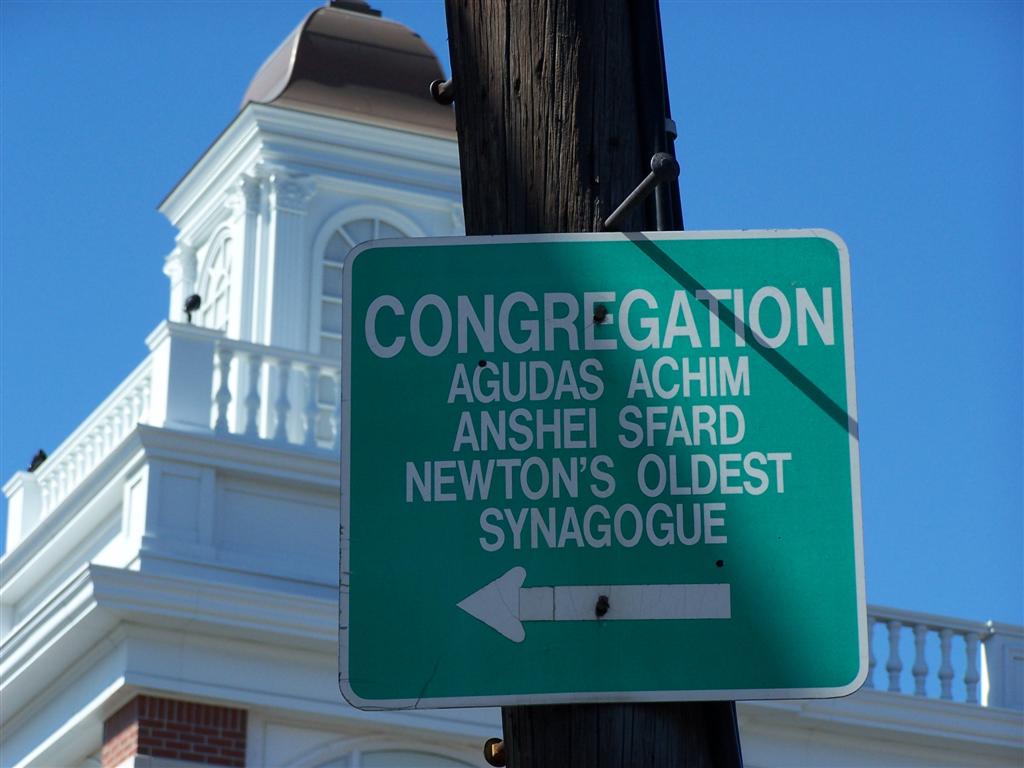 CONGREGATION
AGUDAS ACHIM
ANSHEI SFARD
NEWTON'S OLDEST
SYNAGOGUE